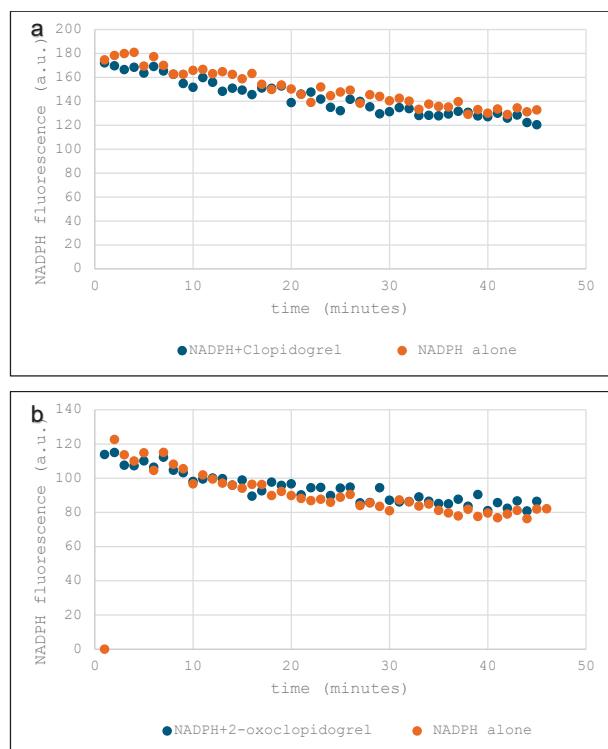 a
200
180
160
140
120
100
80
60
40
20
0
NADPH fluorescence (a.u.)
0 10 20 30 40 50
time (minutes)
NADPH+Clopidogrel NADPH alone
b
140
120
100
80
60
40
20
0
NADPH fluorescence (a.u.)
0 10 20 30 40 50
time (minutes)
NADPH+2-oxoclopidogrel NADPH alone